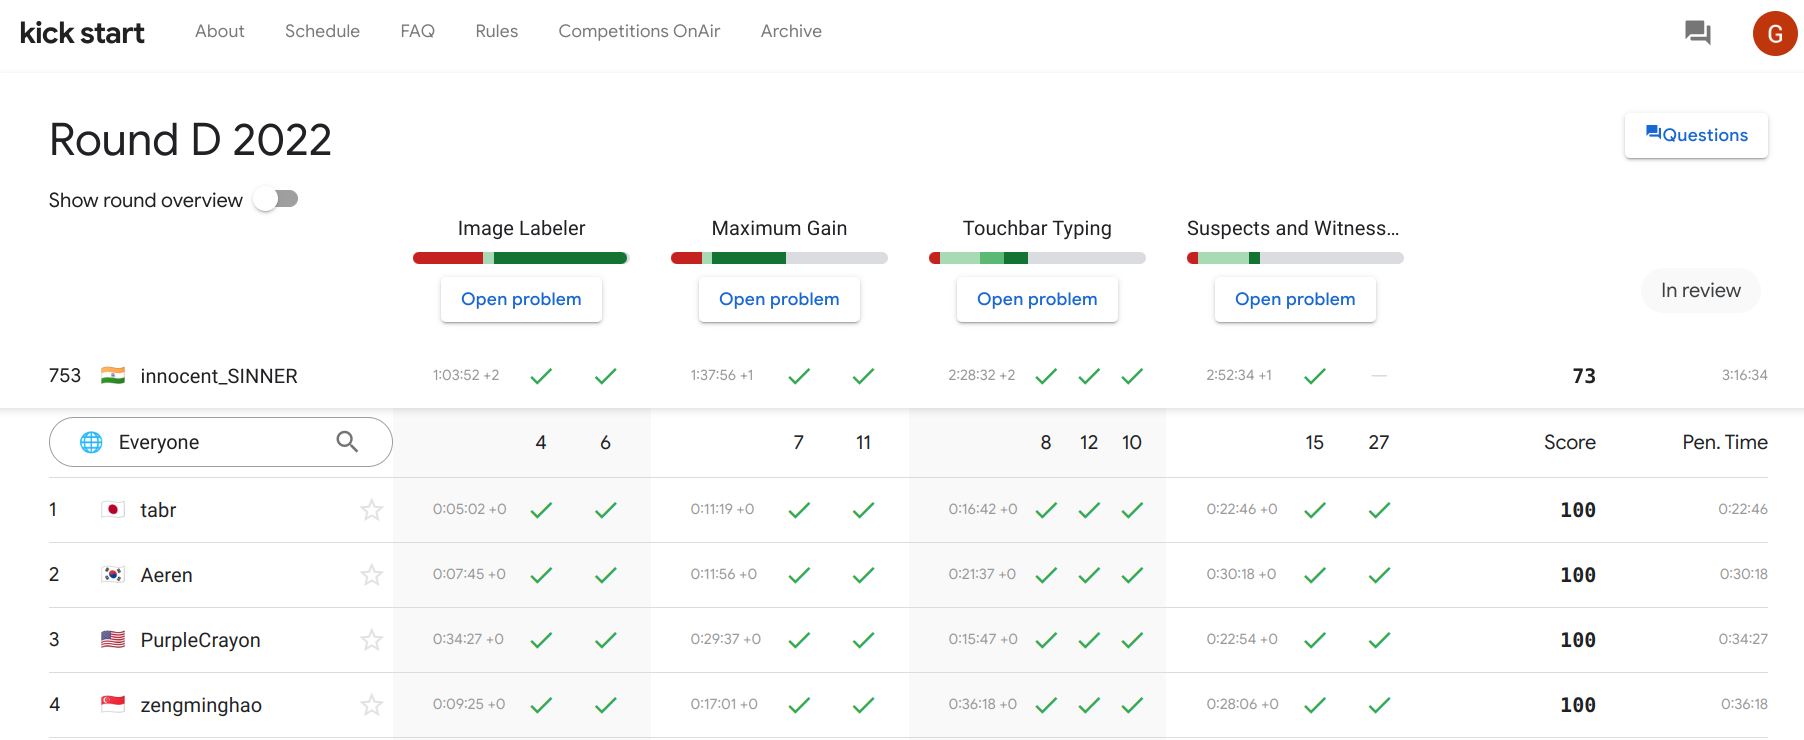 kick start About Schedule FAQ Rules Competitions OnAir Archive G
Round D 2022
Questions
Show round overview
Image Labeler Maximum Gain Touchbar Typing Suspects and Witness...
Open problem Open problem Open problem Open problem
In review
753 innocent_SINNER 1:03:52 +2 1:37:56 +1 2:28:32 +2 2:52:34 +1 73 3:16:34
Everyone 4 6 7 11 8 12 10 15 27 Score Pen. Time
1 tabr 0:05:02 +0 0:11:19 +0 0:16:42 +0 0:22:46 +0 100 0:22:46
2 Aeren 0:07:45 +0 0:11:56 +0 0:21:37 +0 0:30:18 +0 100 0:30:18
3 PurpleCrayon 0:34:27 +0 0:29:37 +0 0:15:47 +0 0:22:54 +0 100 0:34:27
4 zengminghao 0:09:25 +0 0:17:01 +0 0:36:18 +0 0:28:06 +0 100 0:36:18